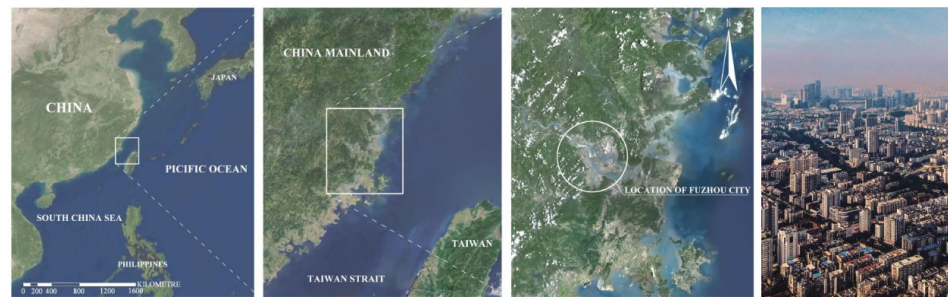 JAPAN
CHINA
PICIFIC OCEAN
SOUTH CHINA SEA
PHILIPPINES
KILOMETRE
0 200 400 800 1200 1600
CHINA MAINLAND
TAIWAN
TAIWAN STRAIT
N
LOCATION OF FUZHOU CITY